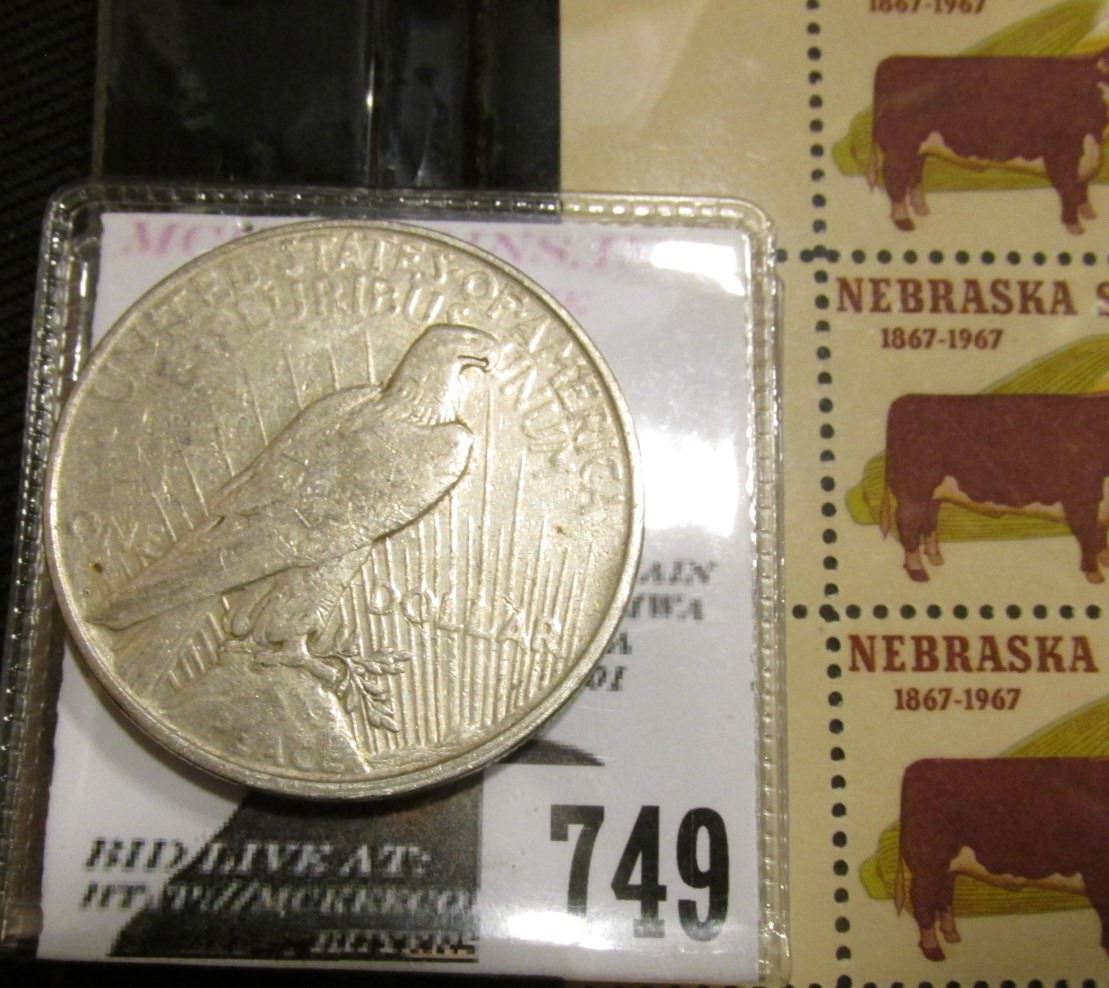 UNITED STATES OF AMERICA
E PLURIBUS UNUM
ONE DOLLAR
PEACE
BID LIVE AT:
749
1867-1967
NEBRASKA S
1867-1967
NEBRASKA
1867-1967